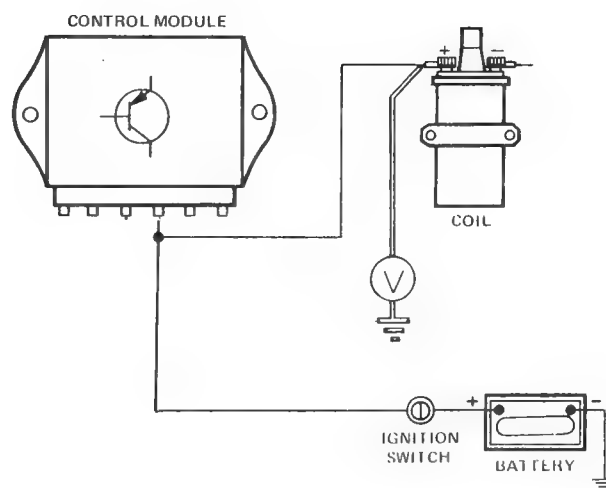 CONTROL MODULE
+ −
COIL
V
+ −
IGNITION
SWITCH
BATTERY